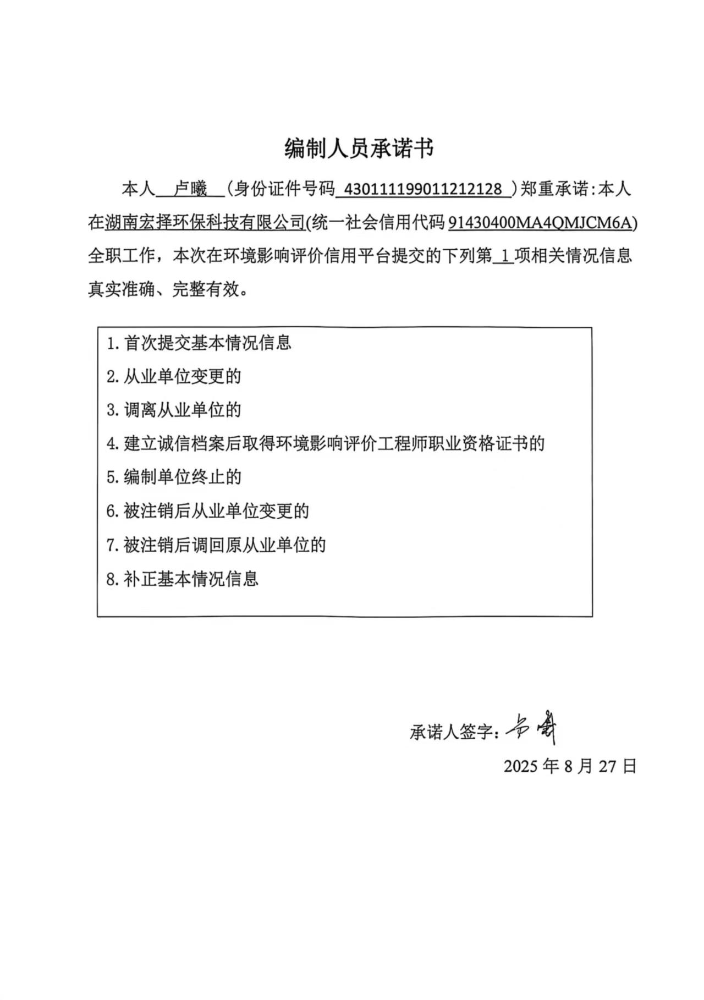 编制人员承诺书
本人 卢曦 （身份证件号码 430111199011212128 ）郑重承诺：本人
在湖南宏择环保科技有限公司(统一社会信用代码 91430400MA4QMJCM6A)
全职工作，本次在环境影响评价信用平台提交的下列第 1 项相关情况信息
真实准确、完整有效。
1. 首次提交基本情况信息
2. 从业单位变更的
3. 调离从业单位的
4. 建立诚信档案后取得环境影响评价工程师职业资格证书的
5. 编制单位终止的
6. 被注销后从业单位变更的
7. 被注销后调回原从业单位的
8. 补正基本情况信息
承诺人签字：卢曦
2025 年 8 月 27 日